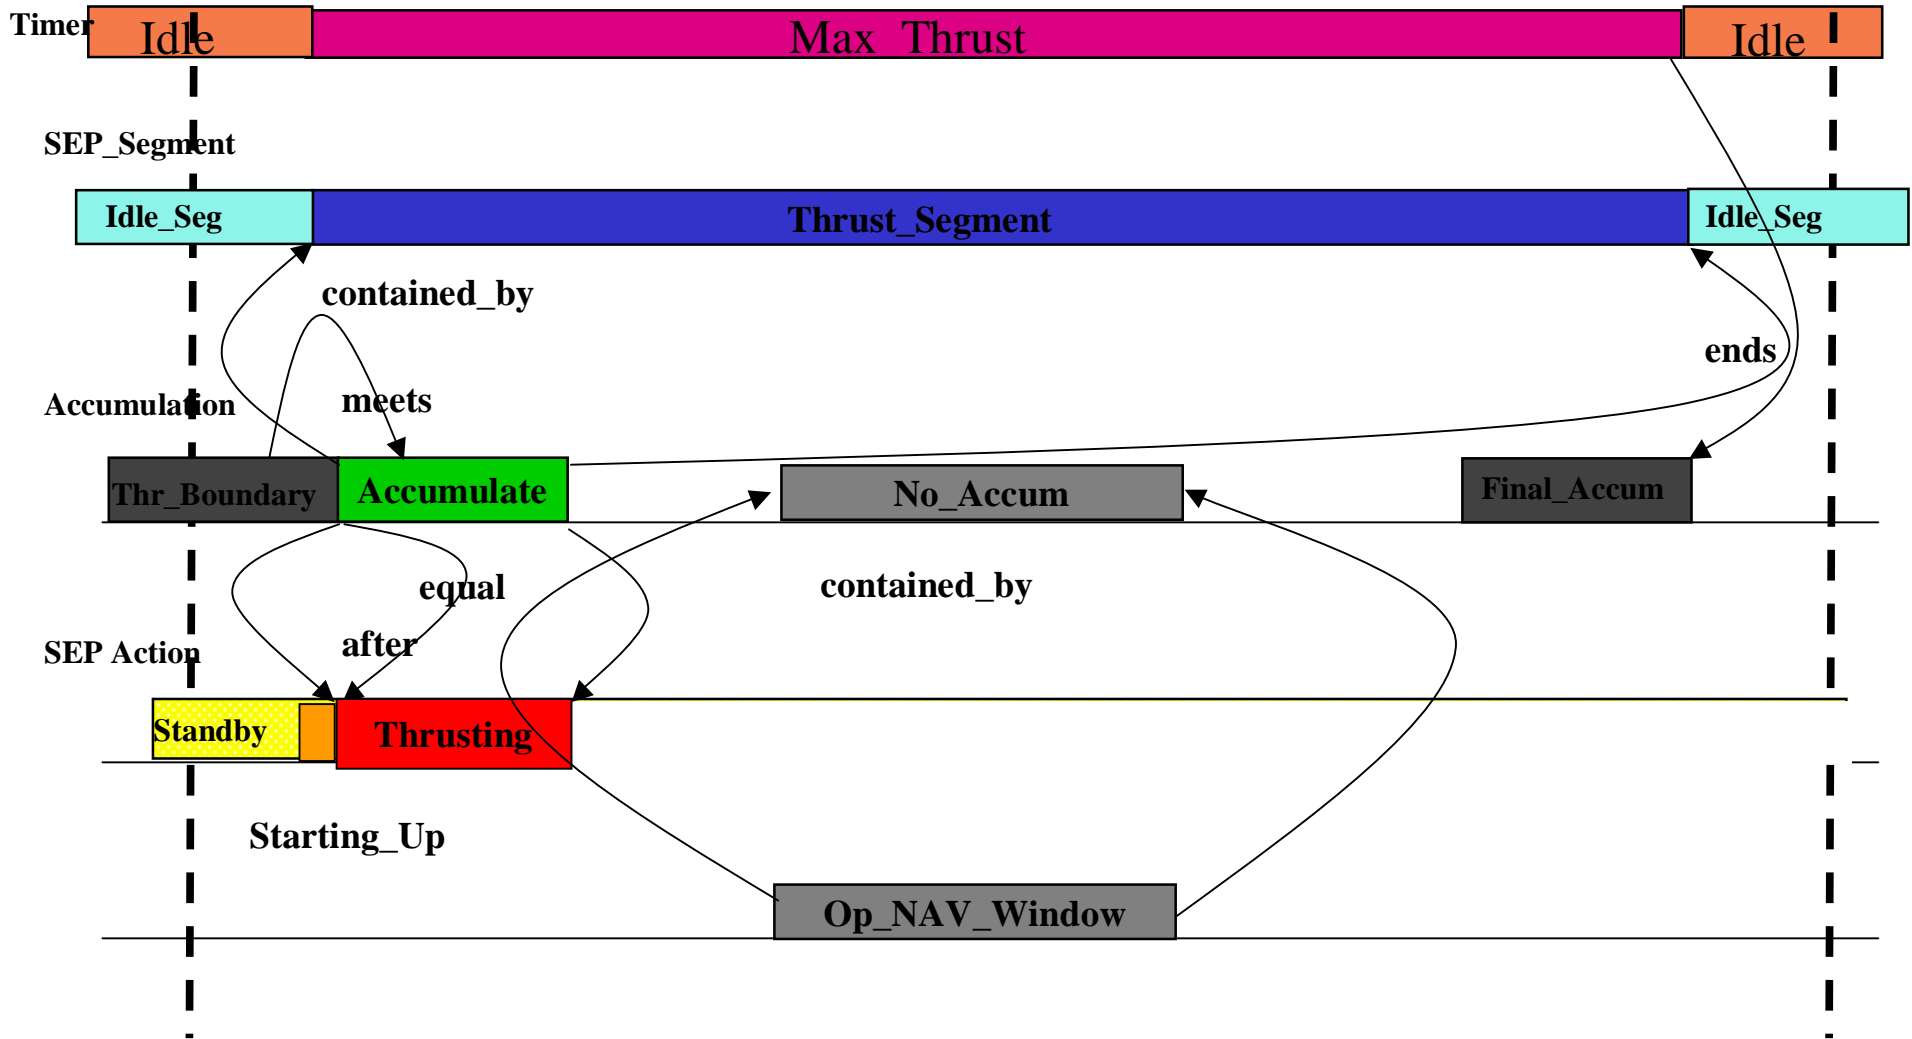 Timer
Idle
Max_Thrust
Idle
SEP_Segment
Idle_Seg
Thrust_Segment
Idle_Seg
contained_by
ends
meets
Accumulation
Thr_Boundary
Accumulate
No_Accum
Final_Accum
equal
contained_by
after
SEP Action
Standby
Thrusting
Starting_Up
Op_NAV_Window